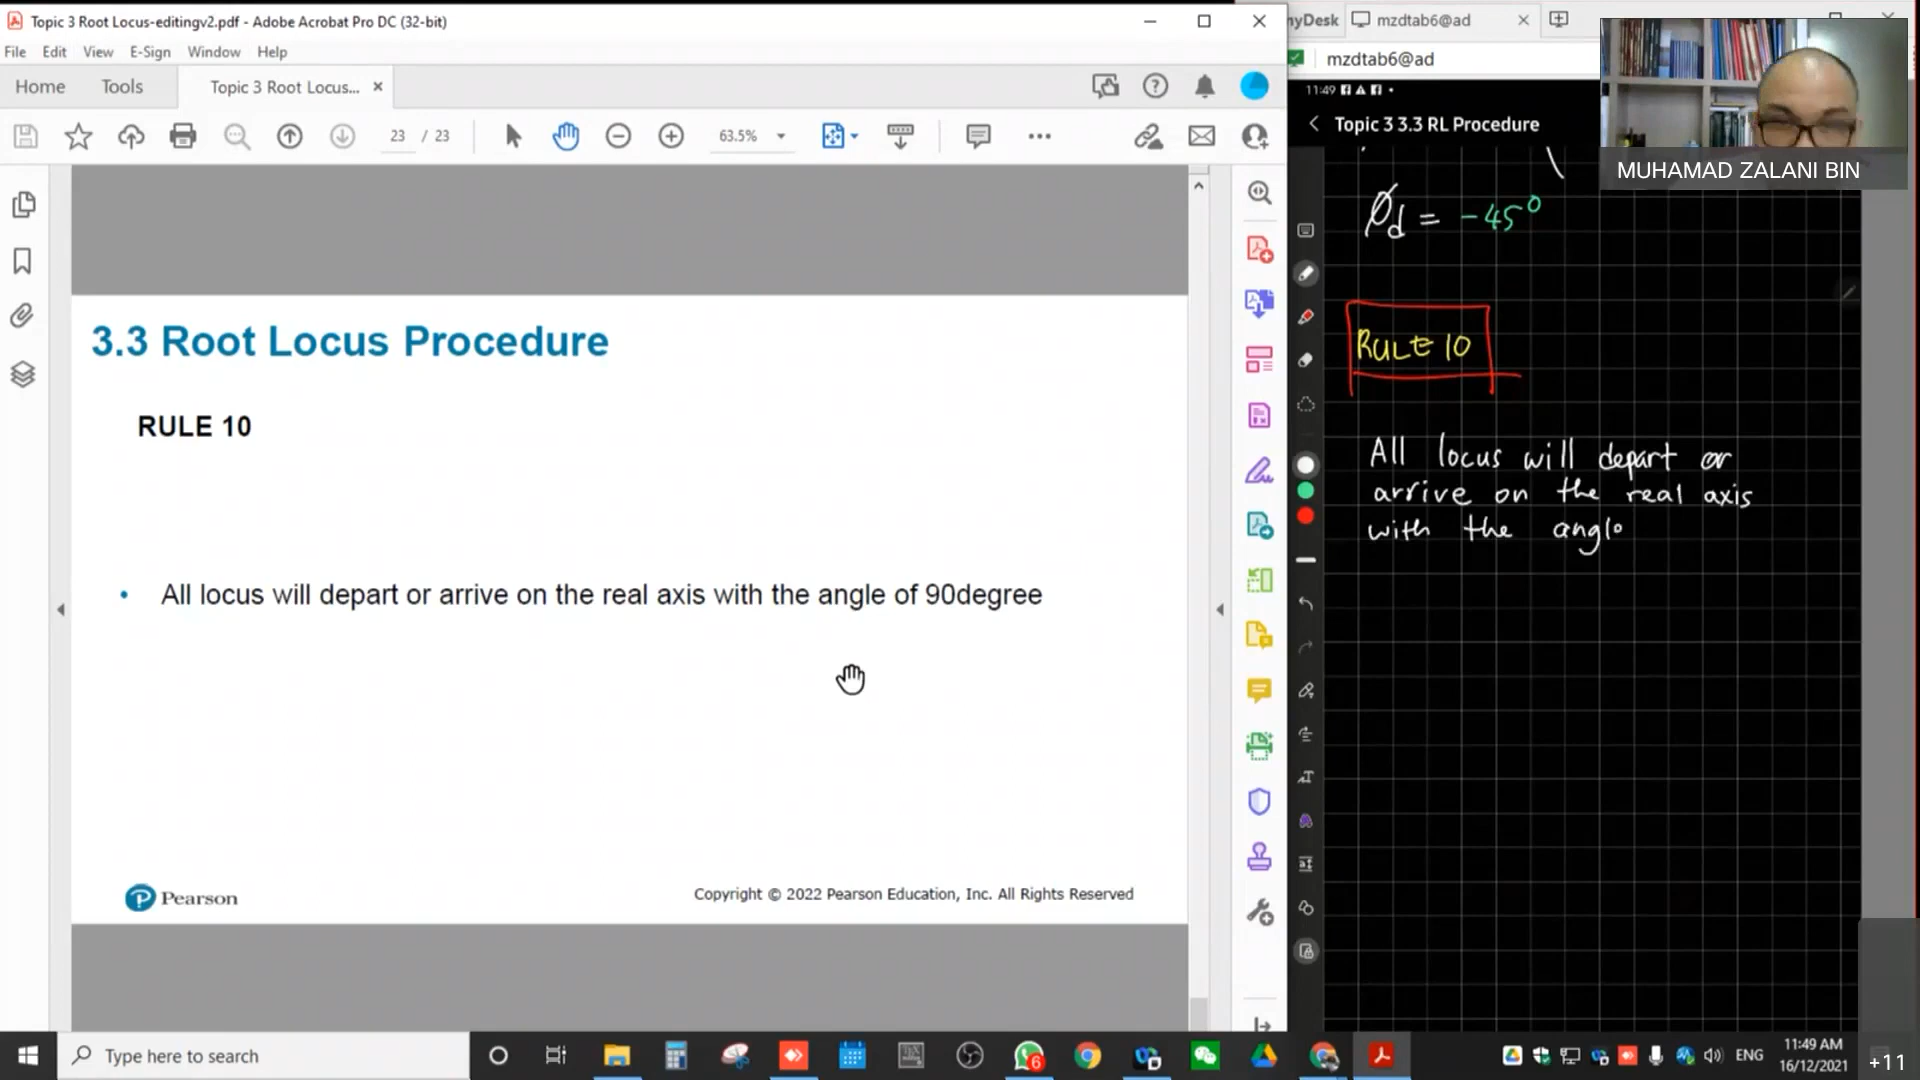 Topic 3 Root Locus-editingv2.pdf - Adobe Acrobat Pro DC (32-bit)
File Edit View E-Sign Window Help
Home Tools Topic 3 Root Locus...
23 / 23 63.5%
3.3 Root Locus Procedure
RULE 10
• All locus will depart or arrive on the real axis with the angle of 90degree
Pearson
Copyright © 2022 Pearson Education, Inc. All Rights Reserved
nyDesk mzdtab6@ad
mzdtab6@ad
11:49
Topic 3 3.3 RL Procedure
MUHAMAD ZALANI BIN
Ød = -45°
RULE 10
All locus will depart or
arrive on the real axis
with the angle
Type here to search
6
ENG
11:49 AM
16/12/2021
+11